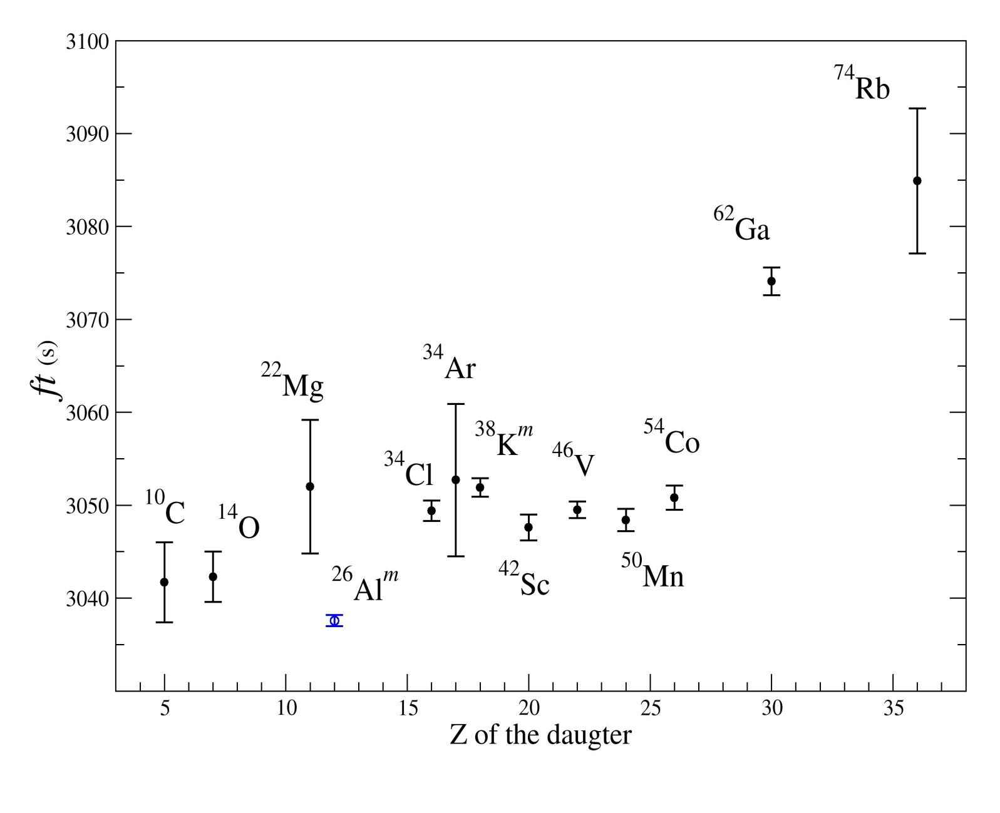 3100
3090
3080
3070
3060
3050
3040
ft (s)
74Rb
62Ga
34Ar
22Mg
38Km
54Co
34Cl
46V
10C
14O
26Alm
42Sc
50Mn
5 10 15 20 25 30 35
Z of the daugter